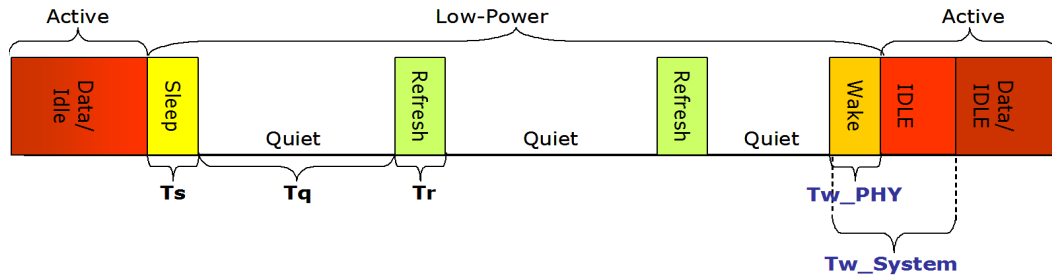 Active
Low-Power
Active
Data/
Idle
Sleep
Refresh
Refresh
Wake
IDLE
Data/
IDLE
Quiet
Quiet
Quiet
Ts
Tq
Tr
Tw_PHY
Tw_System